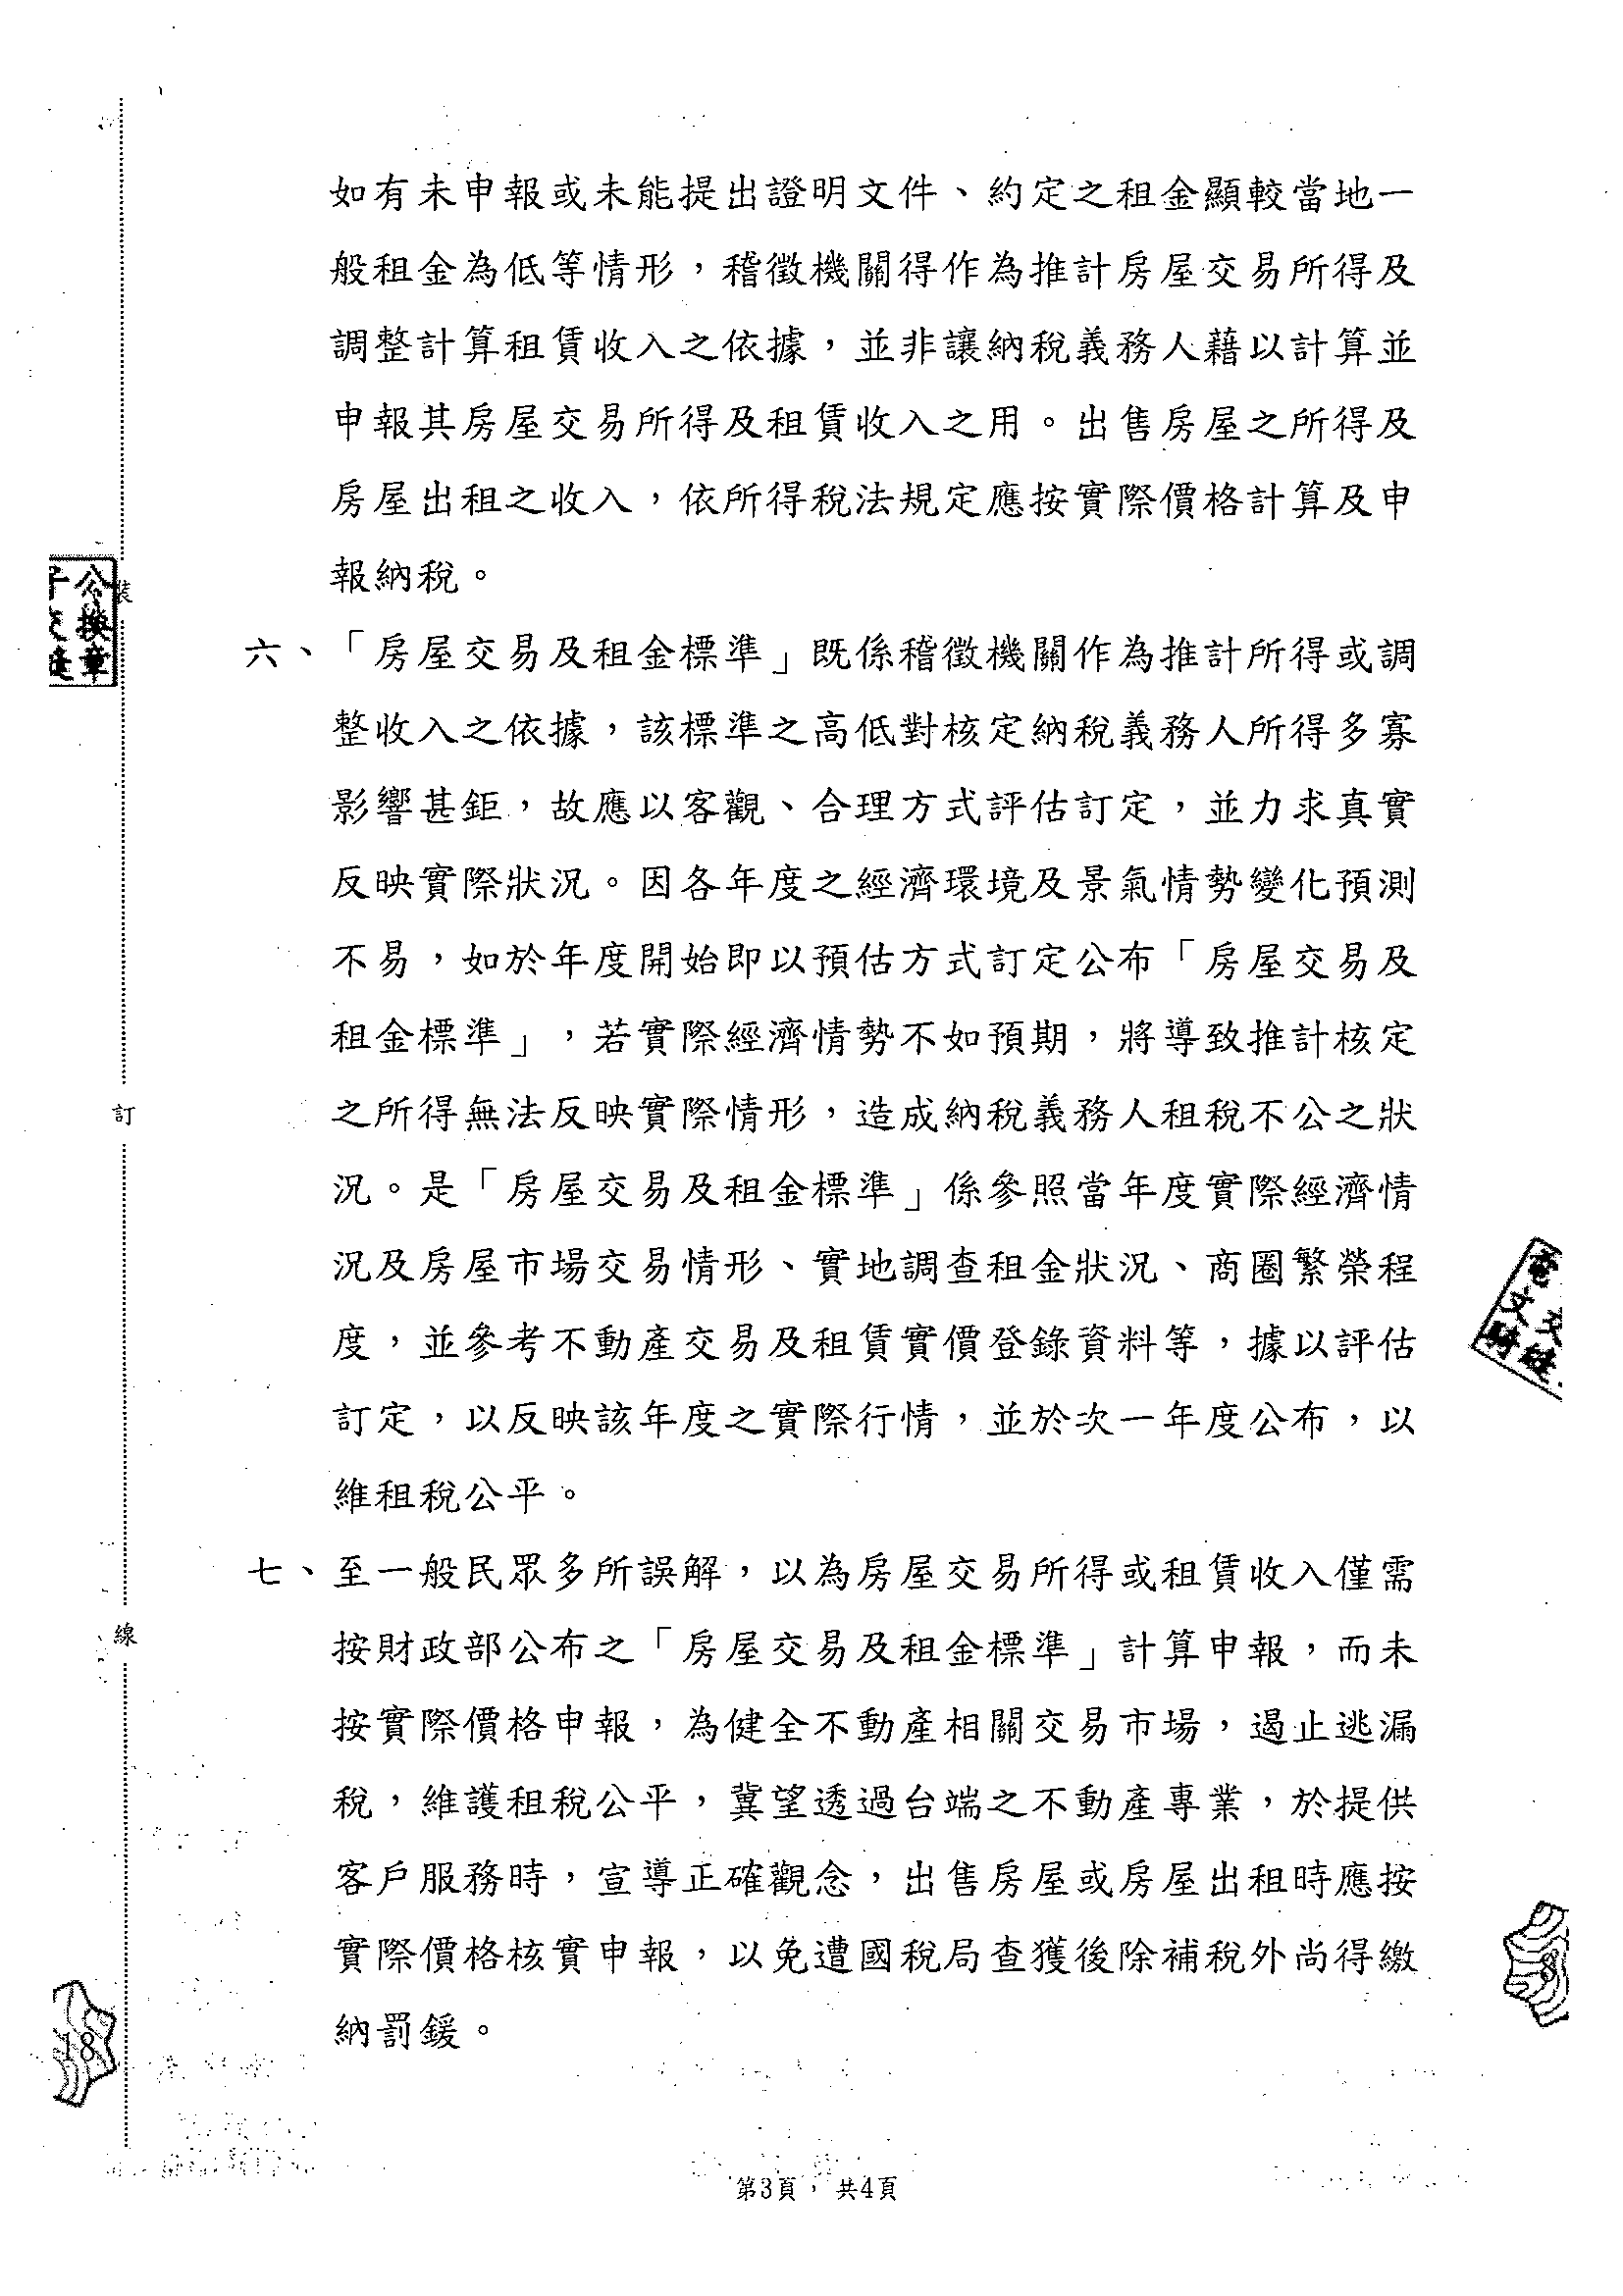 如有未申報或未能提出證明文件、約定之租金顯較當地一
般租金為低等情形，稽徵機關得作為推計房屋交易所得及
調整計算租賃收入之依據，並非讓納稅義務人藉以計算並
申報其房屋交易所得及租賃收入之用。出售房屋之所得及
房屋出租之收入，依所得稅法規定應按實際價格計算及申
報納稅。
六、「房屋交易及租金標準」既係稽徵機關作為推計所得或調
整收入之依據，該標準之高低對核定納稅義務人所得多寡
影響甚鉅，故應以客觀、合理方式評估訂定，並力求真實
反映實際狀況。因各年度之經濟環境及景氣情勢變化預測
不易，如於年度開始即以預估方式訂定公布「房屋交易及
租金標準」，若實際經濟情勢不如預期，將導致推計核定
之所得無法反映實際情形，造成納稅義務人租稅不公之狀
況。是「房屋交易及租金標準」係參照當年度實際經濟情
況及房屋市場交易情形、實地調查租金狀況、商圈繁榮程
度，並參考不動產交易及租賃實價登錄資料等，據以評估
訂定，以反映該年度之實際行情，並於次一年度公布，以
維租稅公平。
七、至一般民眾多所誤解，以為房屋交易所得或租賃收入僅需
按財政部公布之「房屋交易及租金標準」計算申報，而未
按實際價格申報，為健全不動產相關交易市場，遏止逃漏
稅，維護租稅公平，冀望透過台端之不動產專業，於提供
客戶服務時，宣導正確觀念，出售房屋或房屋出租時應按
實際價格核實申報，以免遭國稅局查獲後除補稅外尚得繳
納罰鍰。
裝
訂
線
公
換
章
18
8
第3頁，共4頁